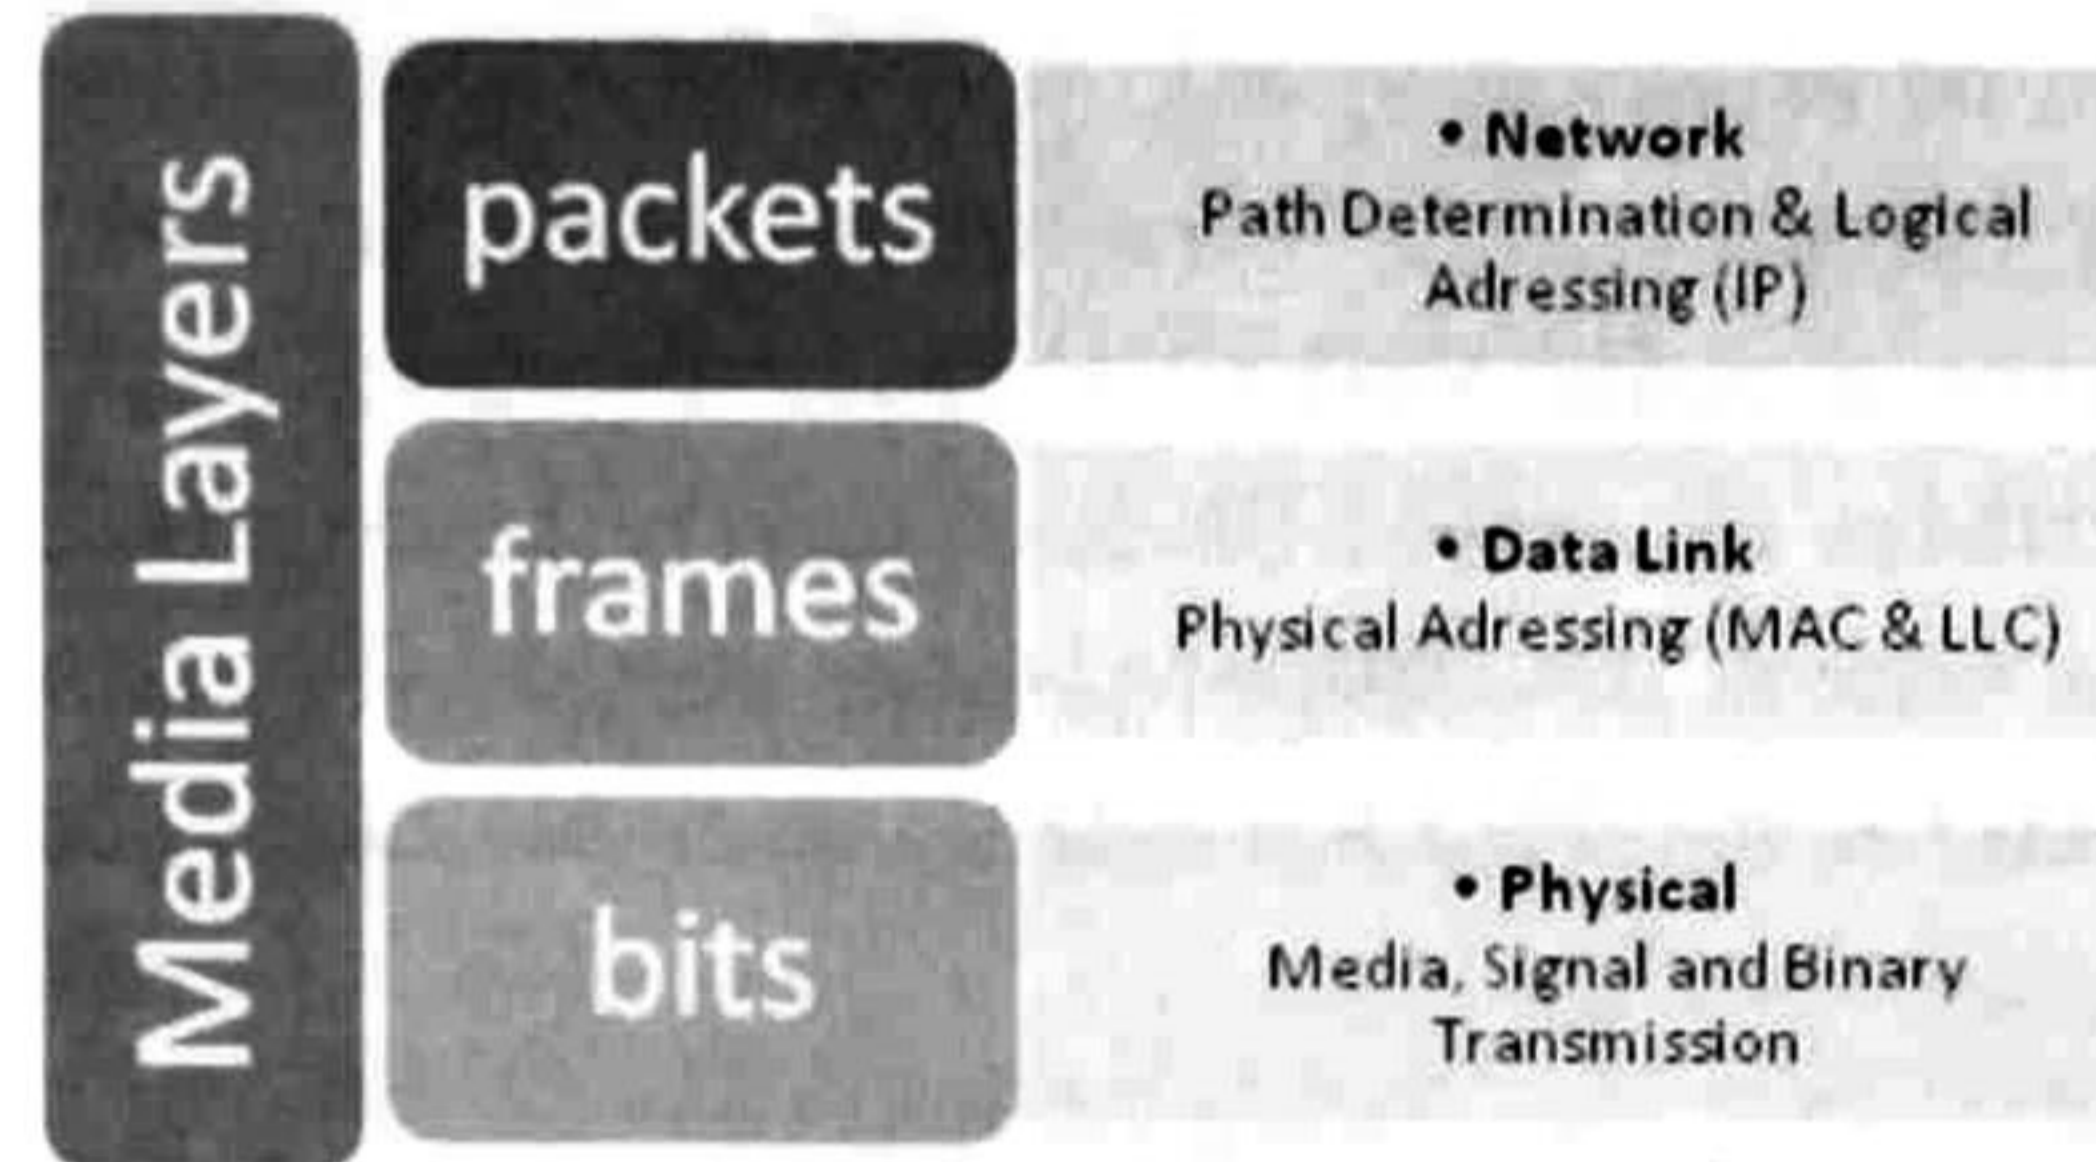 Media Layers
packets
• Network
Path Determination & Logical
Adressing (IP)
frames
• Data Link
Physical Adressing (MAC & LLC)
bits
• Physical
Media, Signal and Binary
Transmission